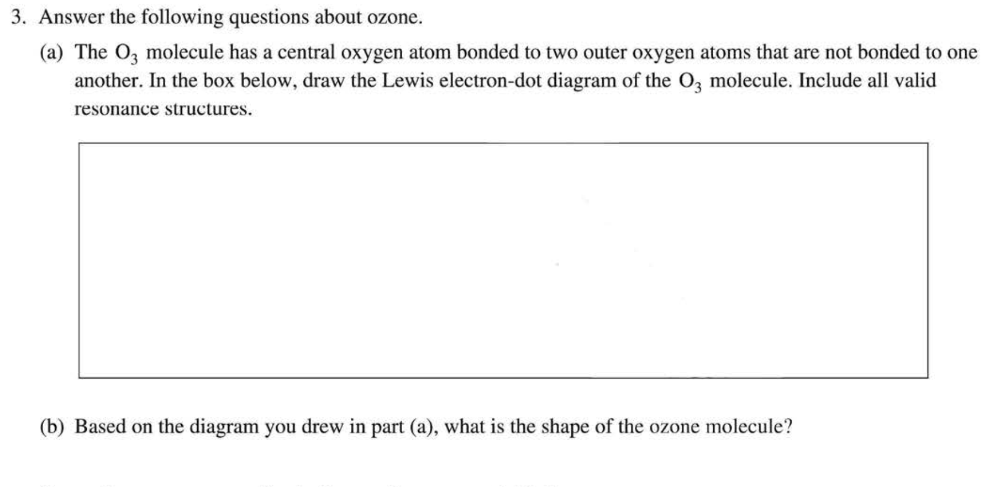 3. Answer the following questions about ozone.
(a) The O₃ molecule has a central oxygen atom bonded to two outer oxygen atoms that are not bonded to one
another. In the box below, draw the Lewis electron-dot diagram of the O₃ molecule. Include all valid
resonance structures.
(b) Based on the diagram you drew in part (a), what is the shape of the ozone molecule?